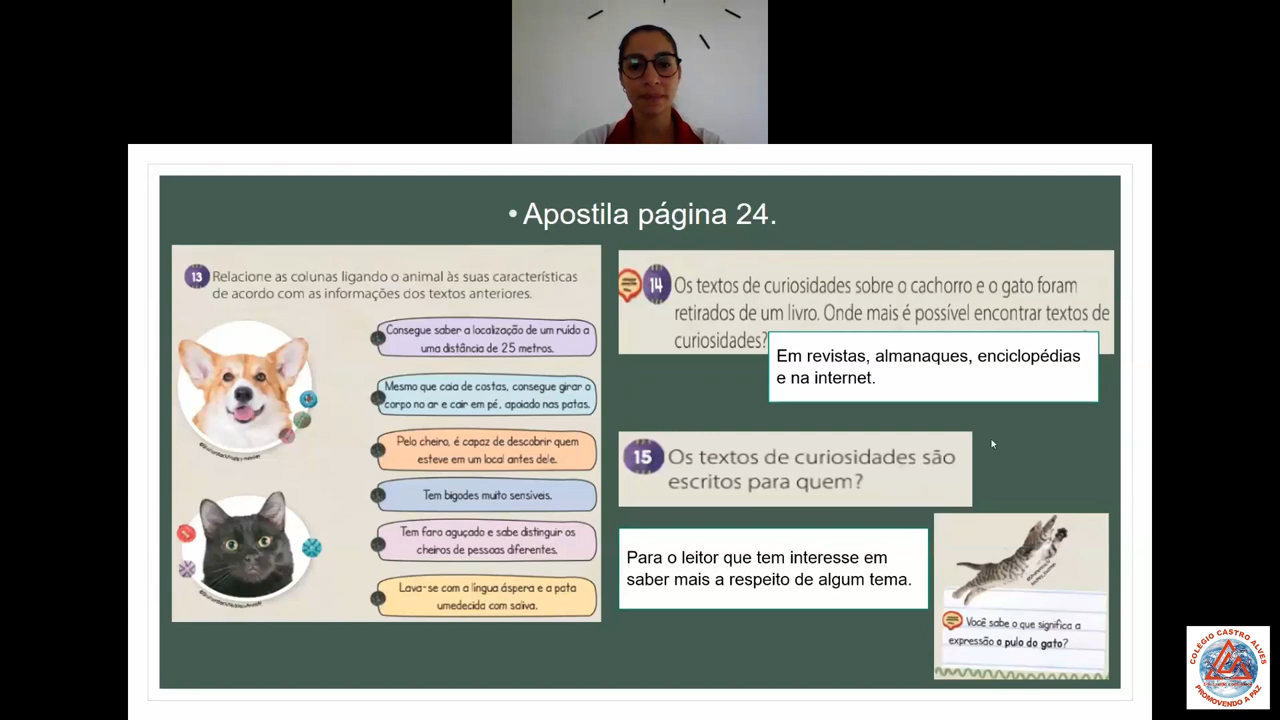 • Apostila página 24.
13 Relacione as colunas ligando o animal às suas características
de acordo com as informações dos textos anteriores.
Consegue saber a localização de um ruído a
uma distância de 25 metros.
Mesmo que caia de costas, consegue girar o
corpo no ar e cair em pé, apoiado nas patas.
Pelo cheiro, é capaz de descobrir quem
esteve em um local antes dele.
Tem bigodes muito sensíveis.
Tem faro aguçado e sabe distinguir os
cheiros de pessoas diferentes.
Lava-se com a língua áspera e a pata
umedecida com saliva.
14 Os textos de curiosidades sobre o cachorro e o gato foram
retirados de um livro. Onde mais é possível encontrar textos de
curiosidades?
Em revistas, almanaques, enciclopédias
e na internet.
15 Os textos de curiosidades são
escritos para quem?
Para o leitor que tem interesse em
saber mais a respeito de algum tema.
Você sabe o que significa a
expressão o pulo do gato?
COLÉGIO CASTRO ALVES
PROMOVENDO A PAZ